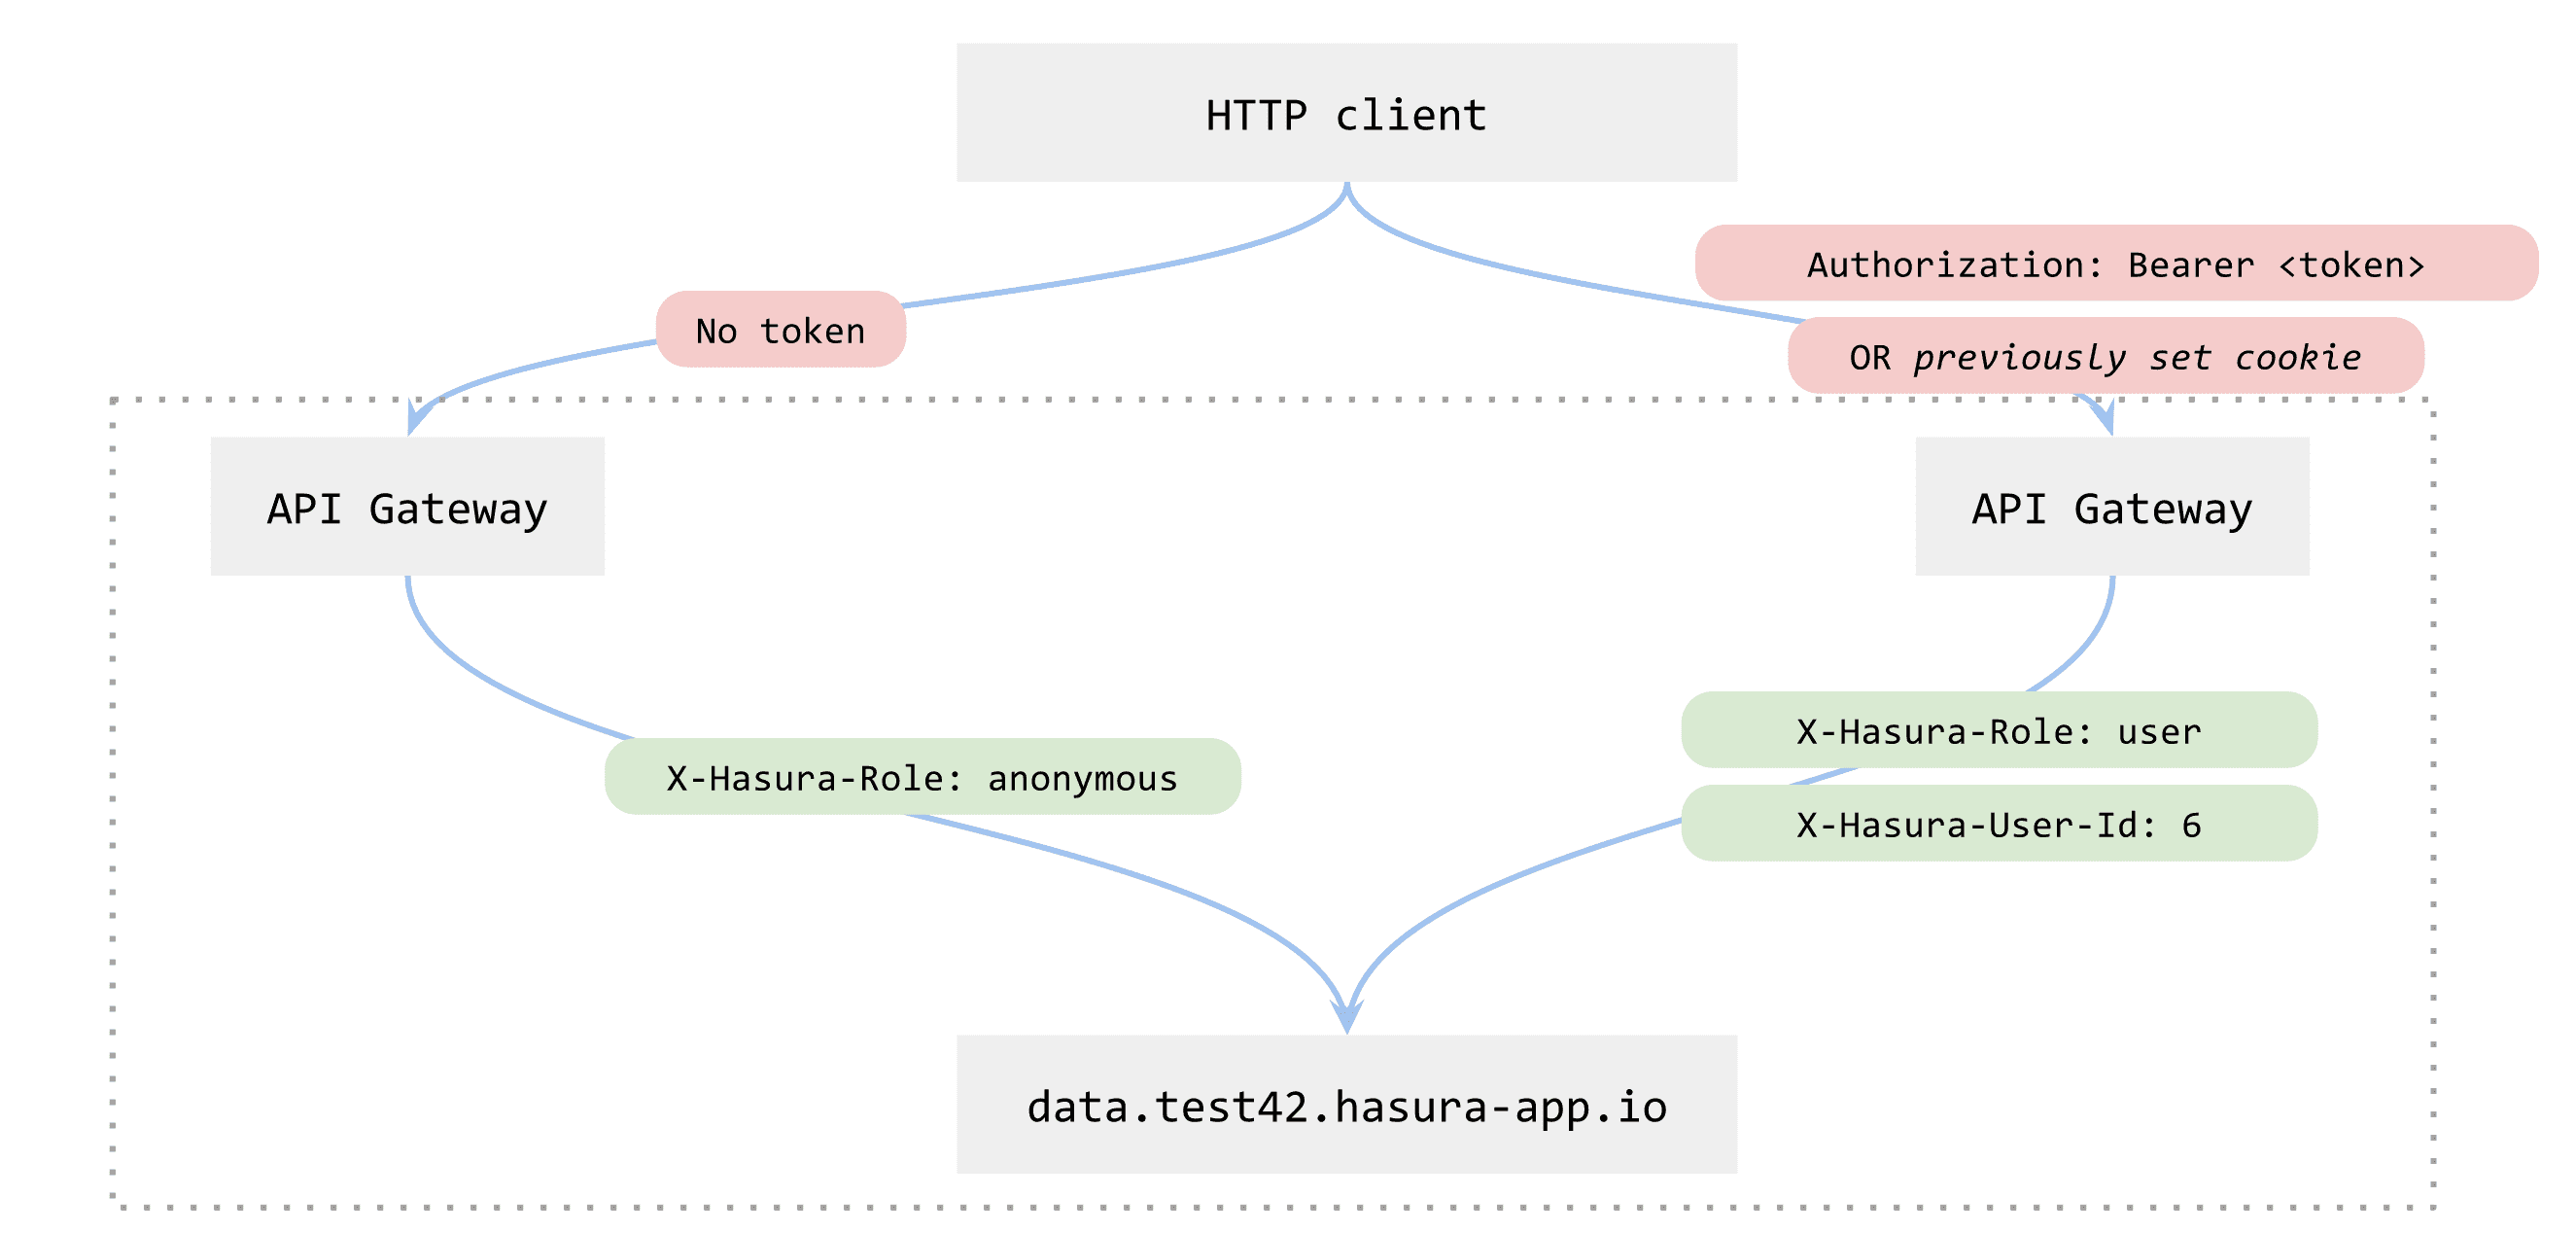 HTTP client
Authorization: Bearer <token>
No token
OR previously set cookie
API Gateway
API Gateway
X-Hasura-Role: user
X-Hasura-Role: anonymous
X-Hasura-User-Id: 6
data.test42.hasura-app.io